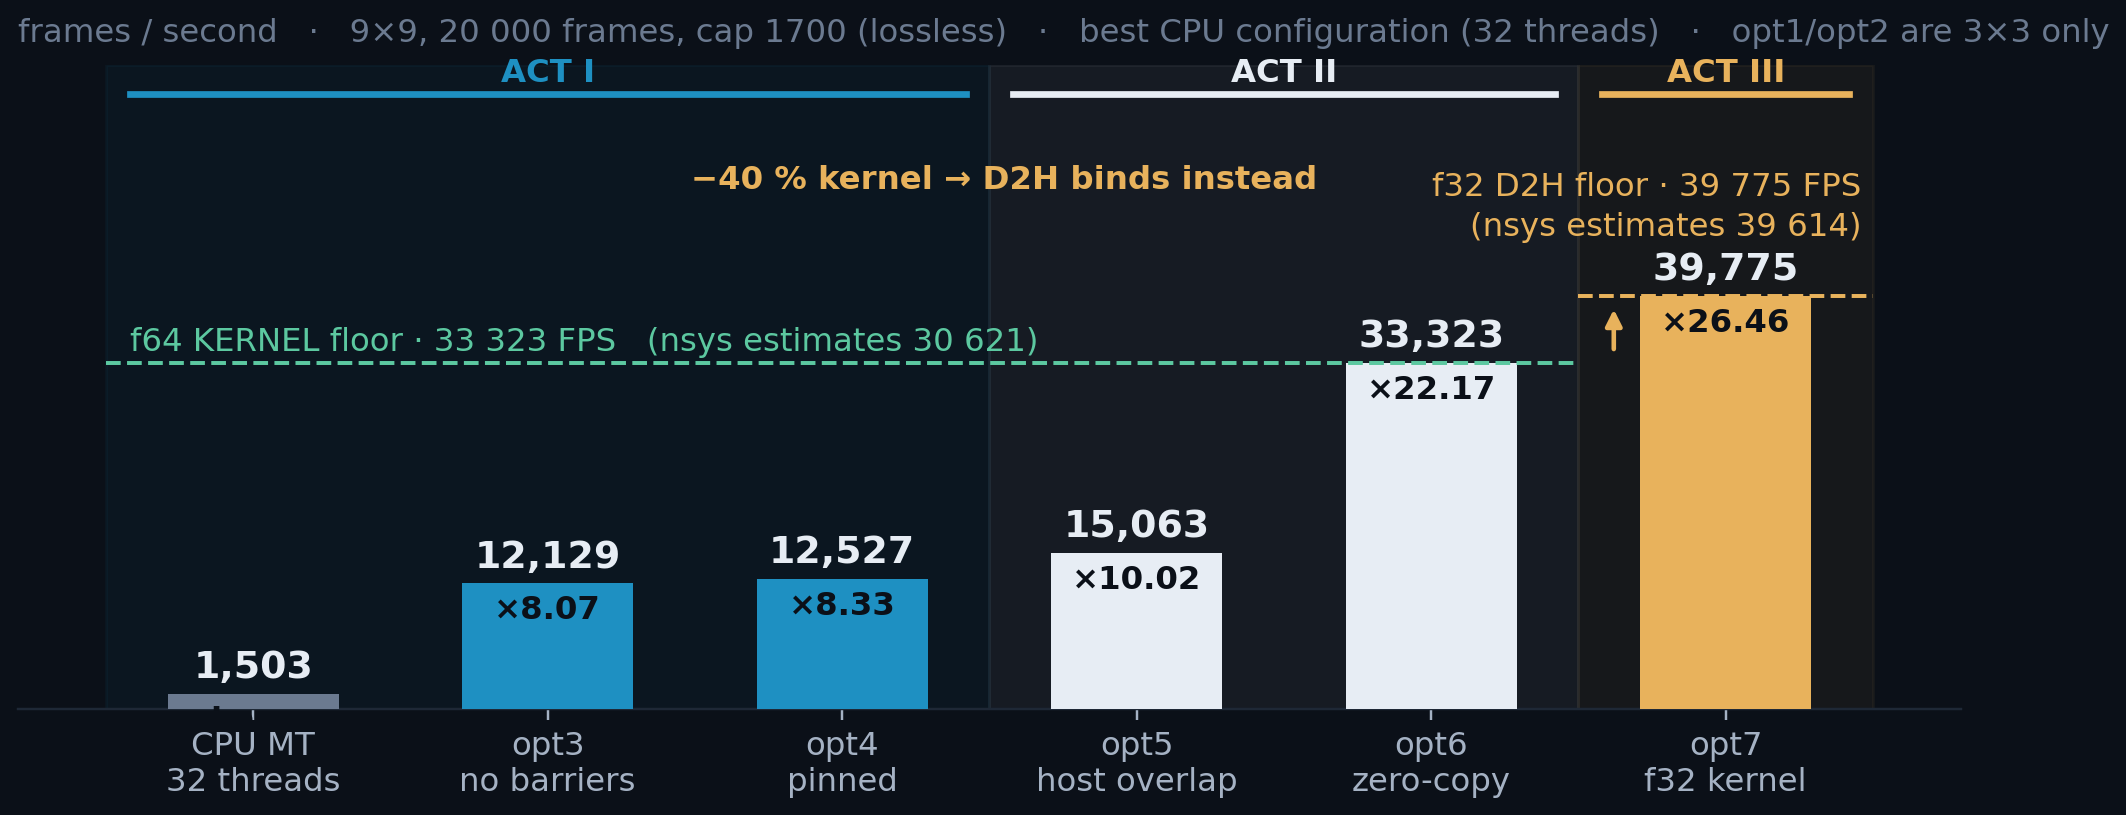 frames / second · 9×9, 20 000 frames, cap 1700 (lossless) · best CPU configuration (32 threads) · opt1/opt2 are 3×3 only
ACT I
ACT II
ACT III
−40 % kernel → D2H binds instead
f32 D2H floor · 39 775 FPS
(nsys estimates 39 614)
39,775
×26.46
f64 KERNEL floor · 33 323 FPS (nsys estimates 30 621)
33,323
×22.17
15,063
×10.02
12,527
×8.33
12,129
×8.07
1,503
CPU MT
32 threads
opt3
no barriers
opt4
pinned
opt5
host overlap
opt6
zero-copy
opt7
f32 kernel